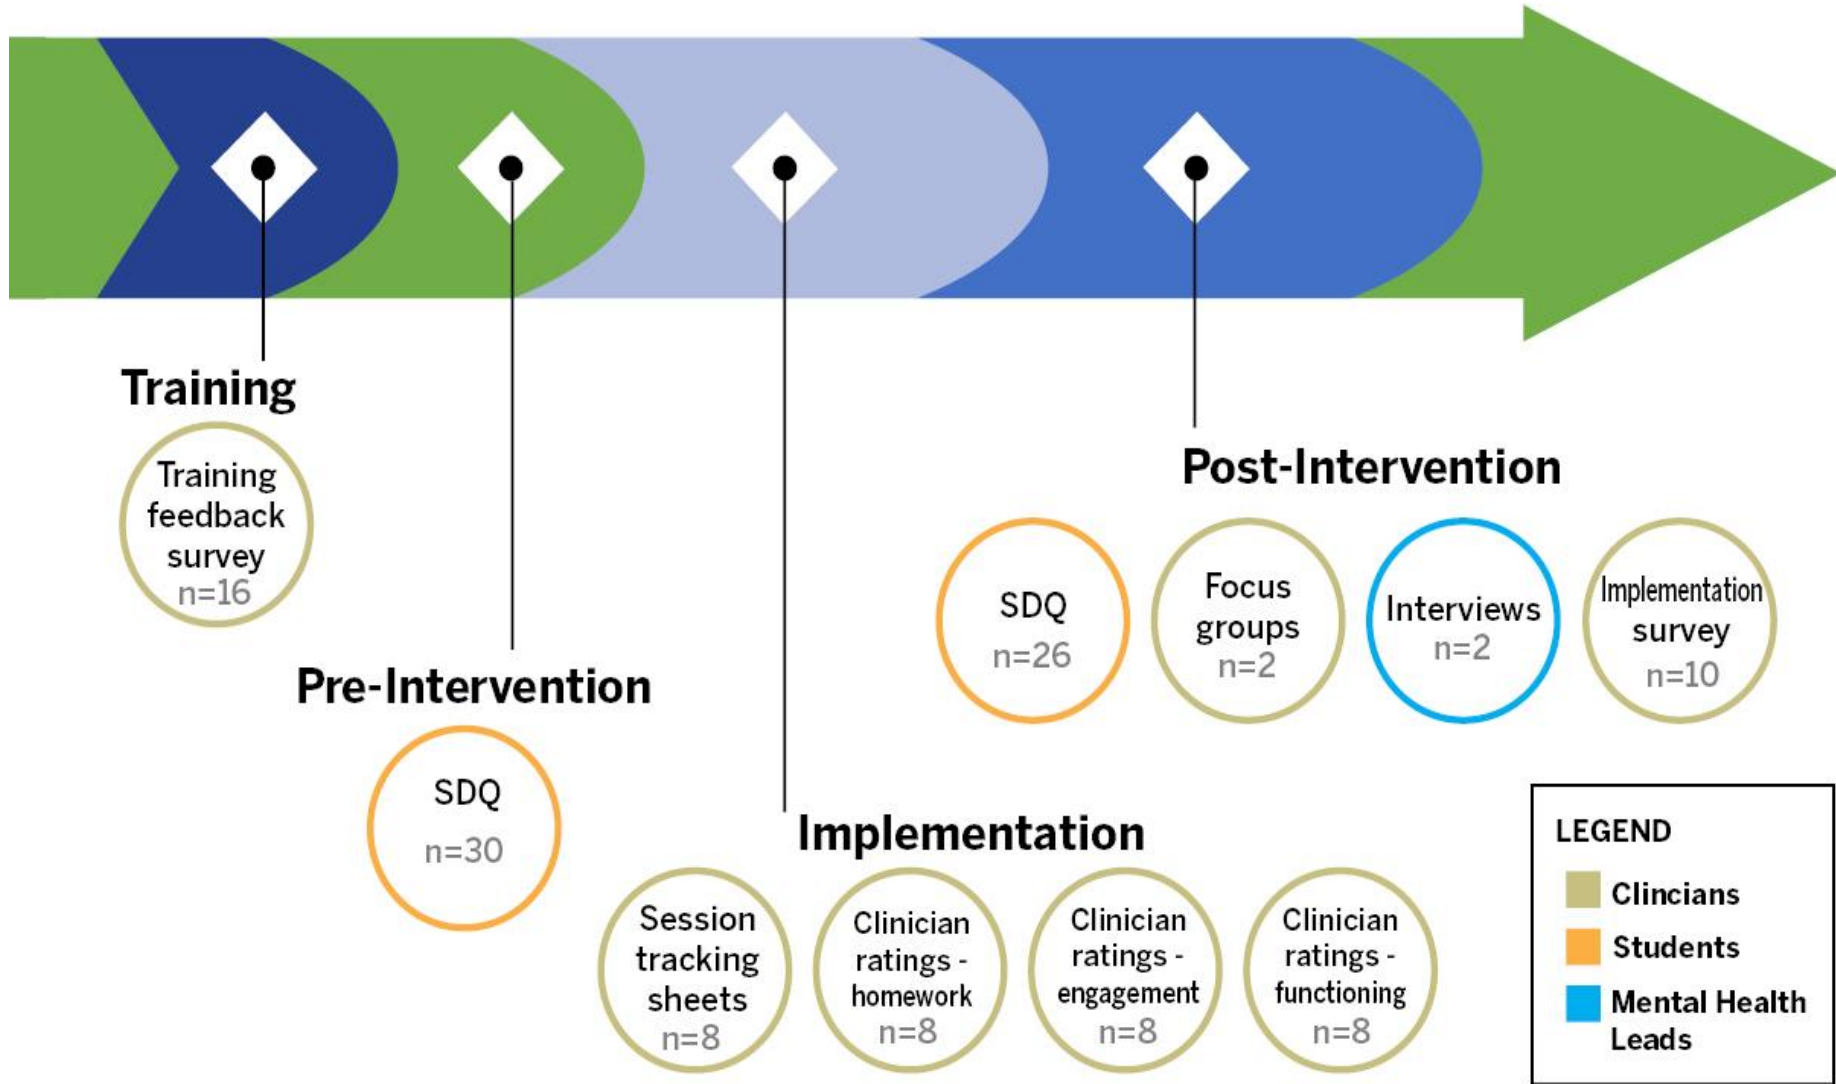 Training
Training
feedback
survey
n=16
Pre-Intervention
SDQ
n=30
Implementation
Session
tracking
sheets
n=8
Clinician
ratings -
homework
n=8
Clinician
ratings -
engagement
n=8
Clinician
ratings -
functioning
n=8
Post-Intervention
SDQ
n=26
Focus
groups
n=2
Interviews
n=2
Implementation
survey
n=10
LEGEND
Clincians
Students
Mental Health
Leads